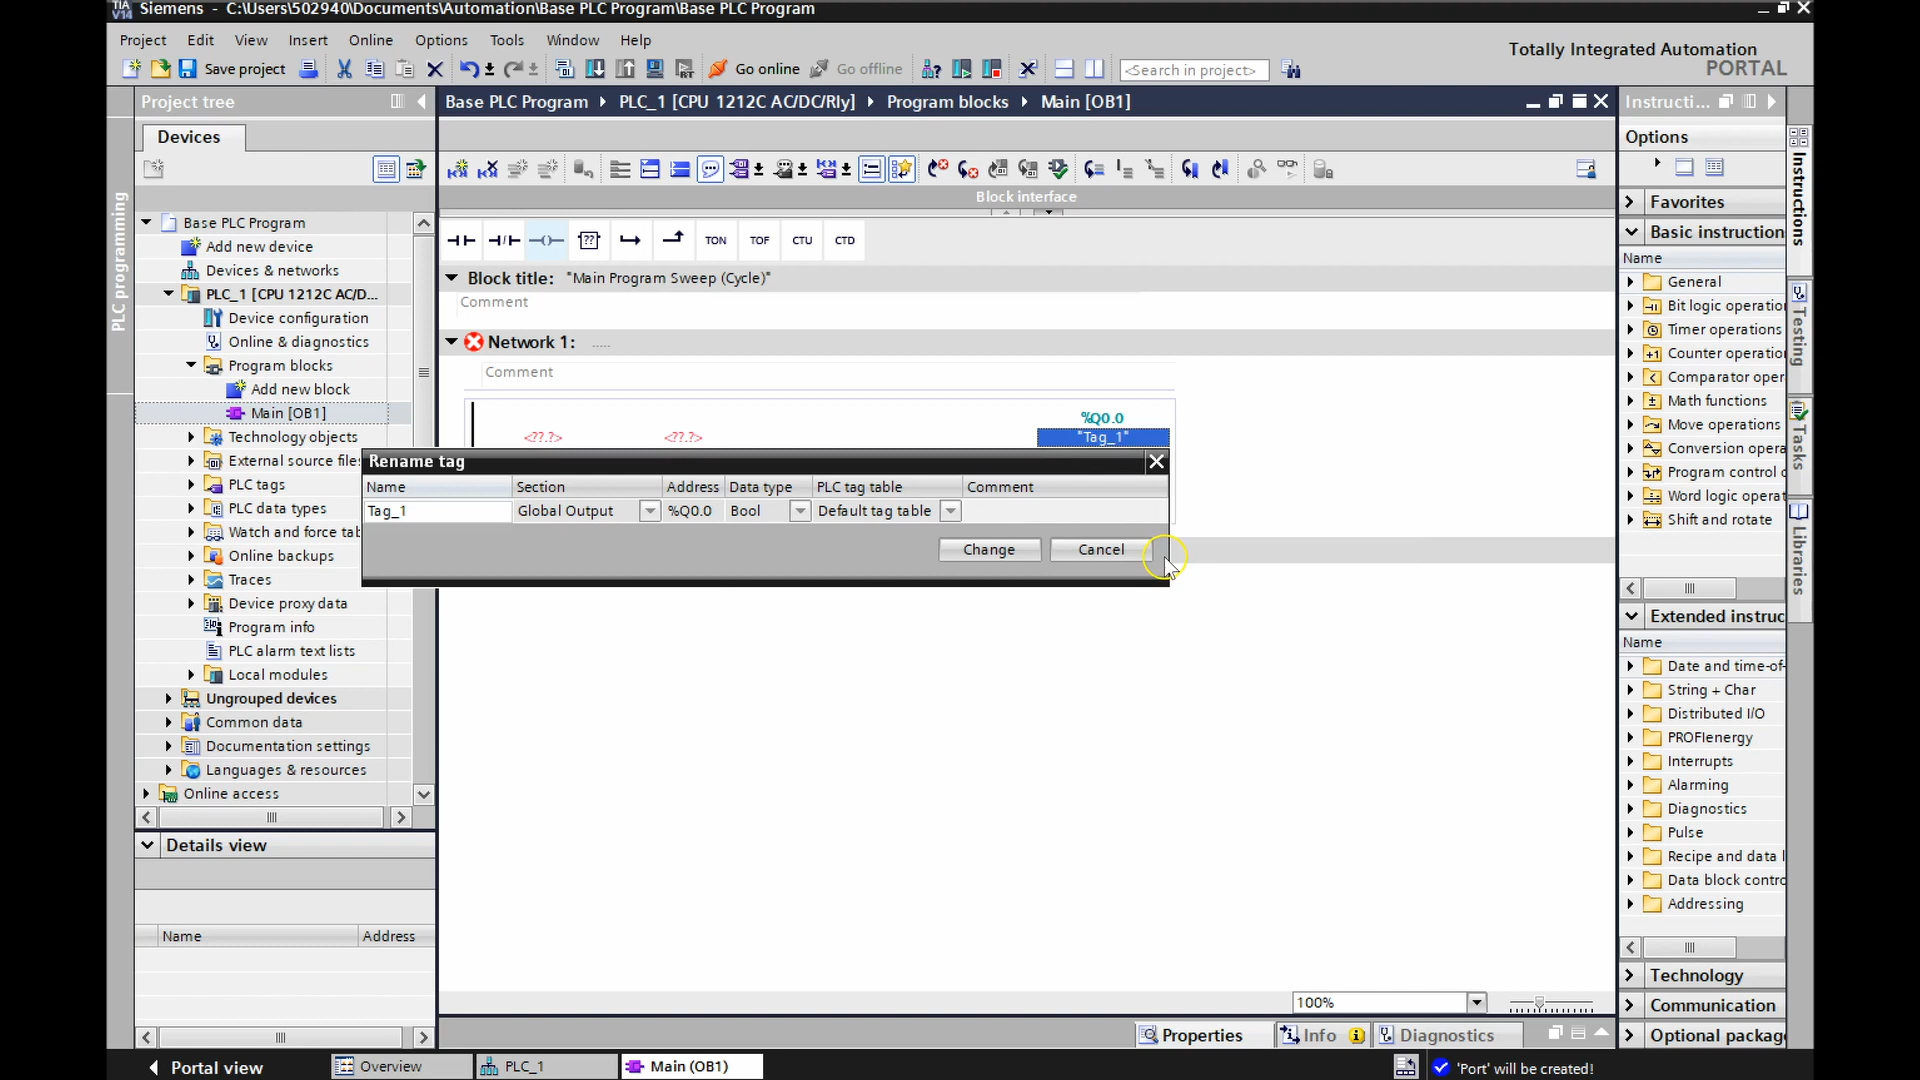 TIA V14 Siemens - C:\Users\502940\Documents\Automation\Base PLC Program\Base PLC Program
Project Edit View Insert Online Options Tools Window Help
Totally Integrated Automation
PORTAL
Save project Go online Go offline <Search in project>
Project tree
Base PLC Program PLC_1 [CPU 1212C AC/DC/Rly] Program blocks Main [OB1]
Instructi...
Devices
Options
PLC programming
Block interface
Base PLC Program
Add new device
Devices & networks
PLC_1 [CPU 1212C AC/D...
Device configuration
Online & diagnostics
Program blocks
Add new block
Main [OB1]
Technology objects
External source file
PLC tags
PLC data types
Watch and force tab
Online backups
Traces
Device proxy data
Program info
PLC alarm text lists
Local modules
Ungrouped devices
Common data
Documentation settings
Languages & resources
Online access
Details view
Name Address
?? TON TOF CTU CTD
Block title: "Main Program Sweep (Cycle)"
Comment
Network 1: .....
Comment
%Q0.0
<??.?> <??.?> "Tag_1"
Rename tag
Name Section Address Data type PLC tag table Comment
Tag_1 Global Output %Q0.0 Bool Default tag table
Change Cancel
100%
Properties Info Diagnostics
Favorites
Basic instruction
Name
General
Bit logic operation
Timer operations
Counter operatio
Comparator oper
Math functions
Move operations
Conversion opera
Program control o
Word logic operat
Shift and rotate
Extended instruc
Name
Date and time-of-
String + Char
Distributed I/O
PROFIenergy
Interrupts
Alarming
Diagnostics
Pulse
Recipe and data l
Data block contro
Addressing
Technology
Communication
Optional package
Instructions
Testing
Tasks
Libraries
Portal view Overview PLC_1 Main (OB1) 'Port' will be created!